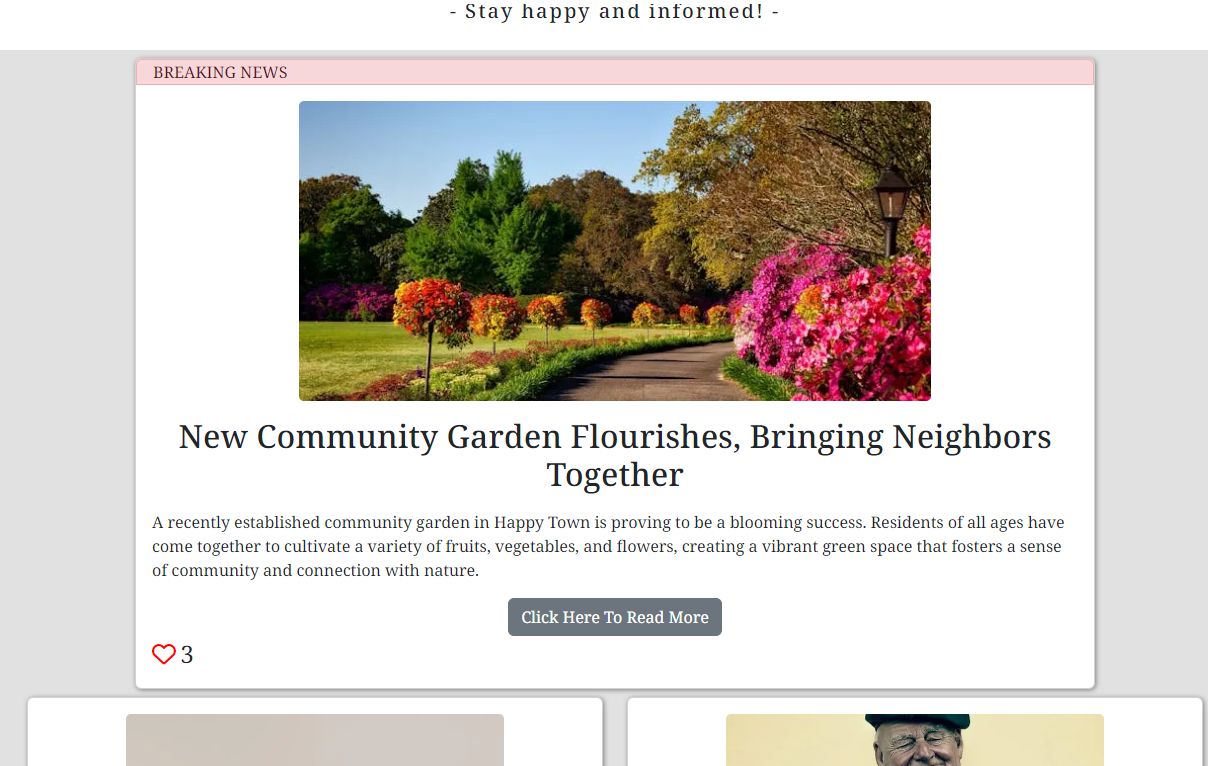 - Stay happy and informed! -
BREAKING NEWS
New Community Garden Flourishes, Bringing Neighbors
Together
A recently established community garden in Happy Town is proving to be a blooming success. Residents of all ages have
come together to cultivate a variety of fruits, vegetables, and flowers, creating a vibrant green space that fosters a sense
of community and connection with nature.
Click Here To Read More
3